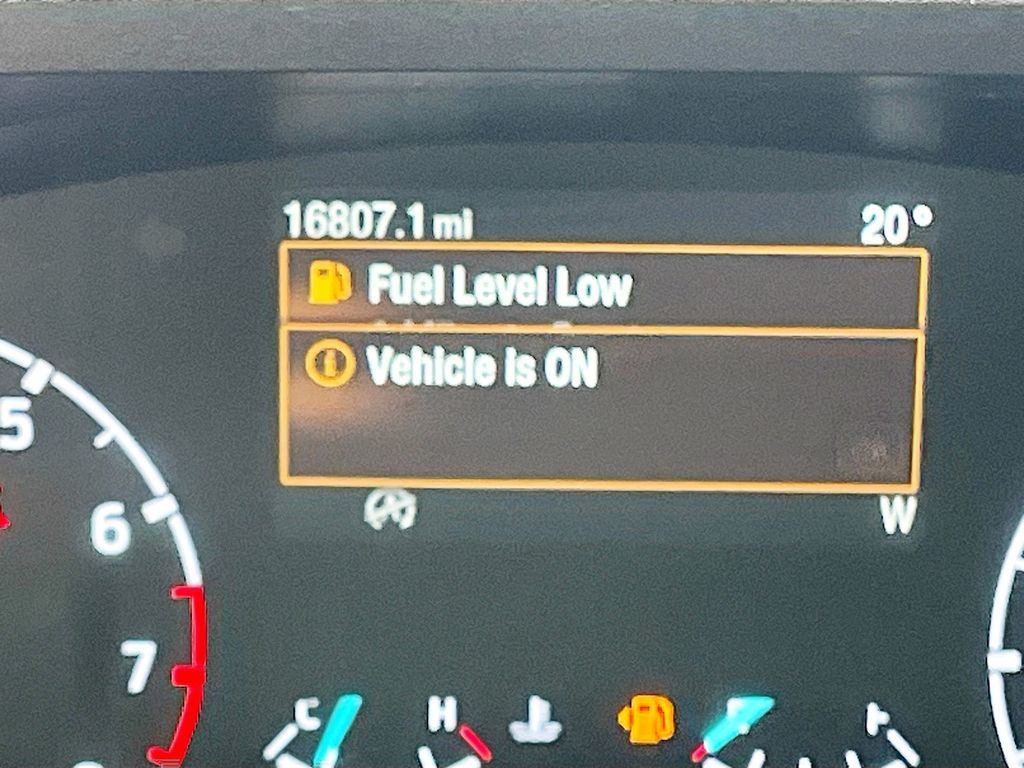 16807.1 mi 20°
Fuel Level Low
Vehicle is ON
W
5
6
7
C H